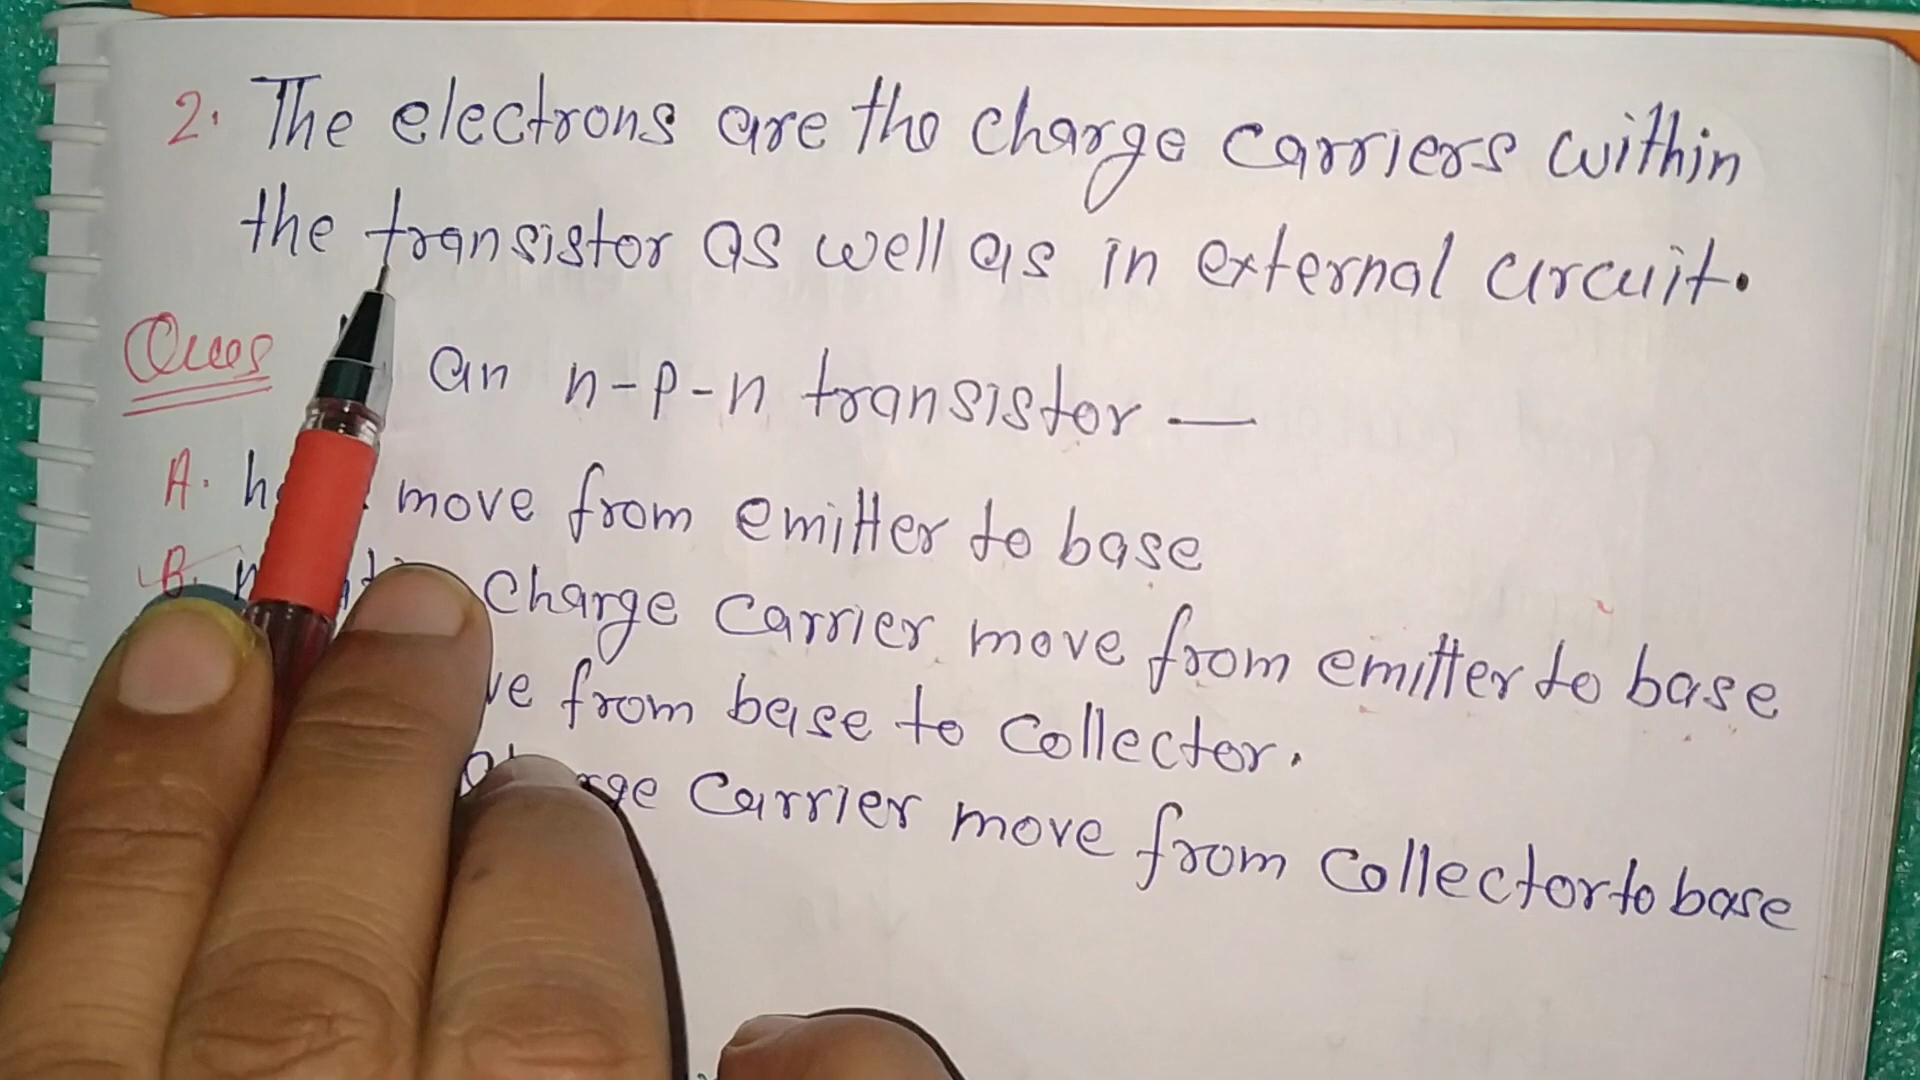 2. The electrons are the charge carriers within
the transistor as well as in external circuit.
Ques an n-p-n transistor —
A. move from emitter to base
B. charge carrier move from emitter to base
from base to collector.
carrier move from collector to base